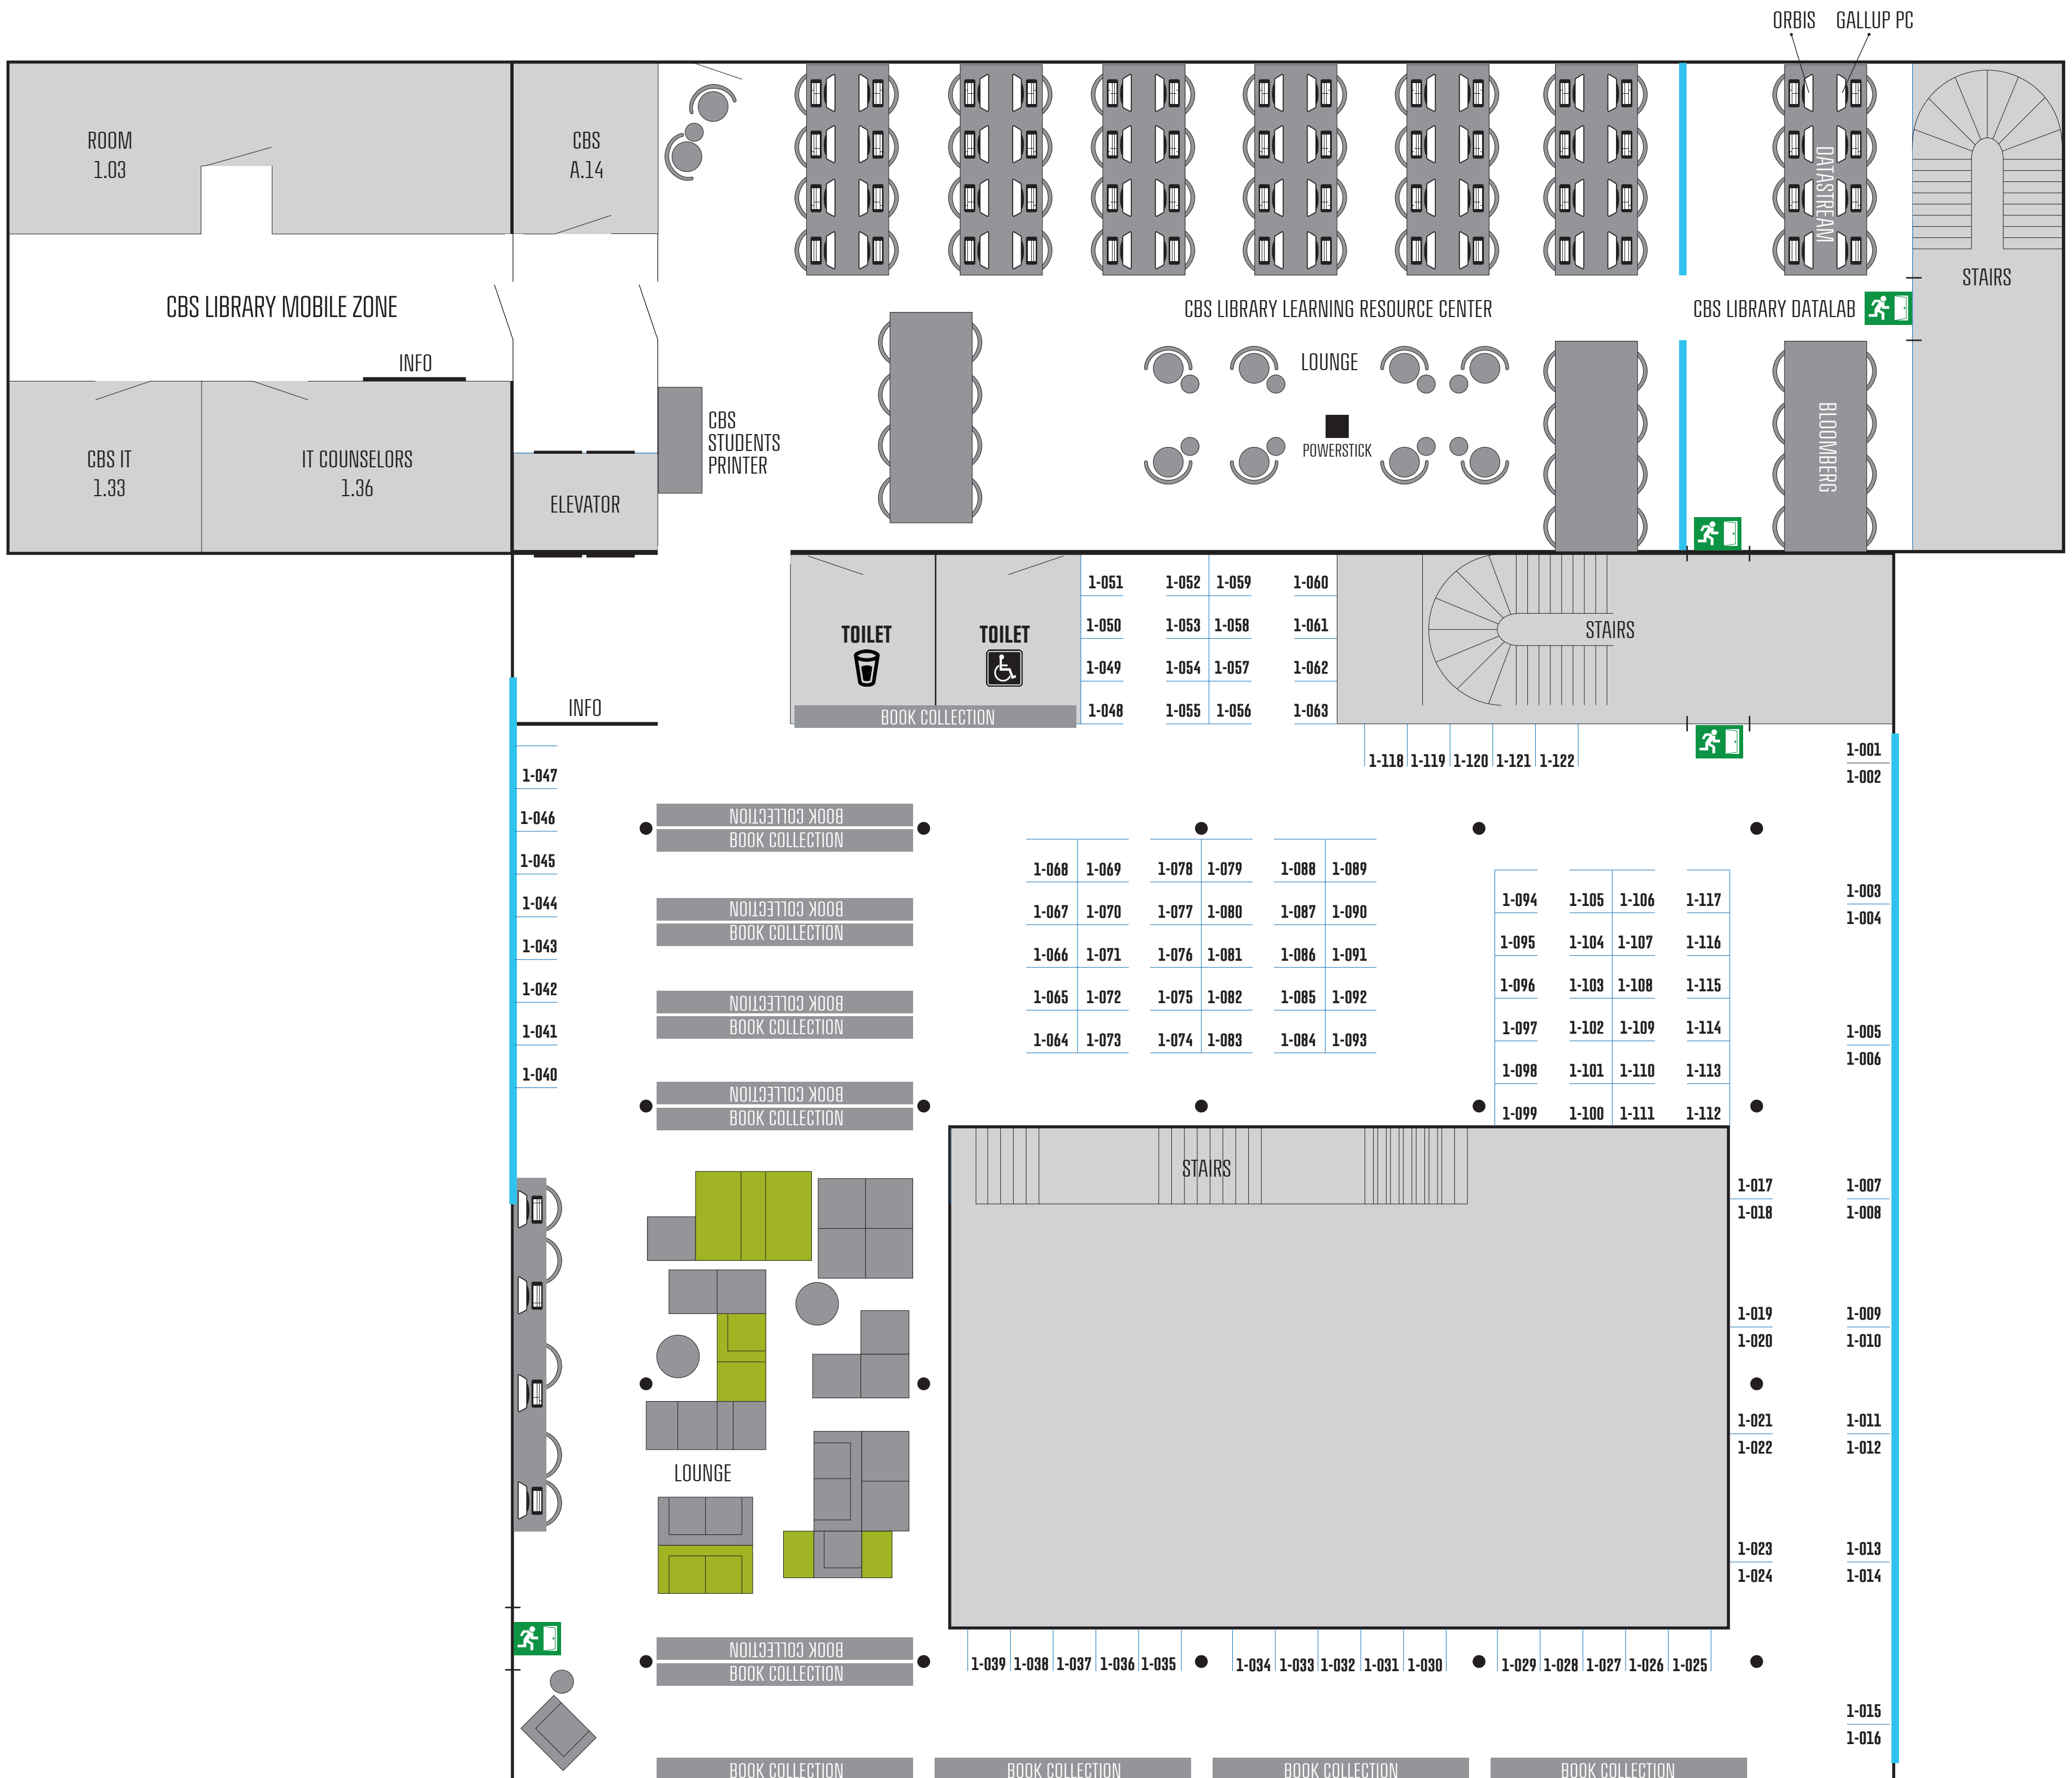 ORBIS GALLUP PC
ROOM
1.03
CBS
A.14
DATASTREAM
STAIRS
CBS LIBRARY MOBILE ZONE
CBS LIBRARY LEARNING RESOURCE CENTER
CBS LIBRARY DATALAB
INFO
LOUNGE
POWERSTICK
CBS
STUDENTS
PRINTER
CBS IT
1.33
IT COUNSELORS
1.36
ELEVATOR
BLOOMBERG
TOILET
TOILET
BOOK COLLECTION
1-051 1-052 1-059 1-060
1-050 1-053 1-058 1-061
1-049 1-054 1-057 1-062
1-048 1-055 1-056 1-063
STAIRS
INFO
1-118 1-119 1-120 1-121 1-122
1-001
1-002
1-047
1-046
1-045
1-044
1-043
1-042
1-041
1-040
BOOK COLLECTION
BOOK COLLECTION
BOOK COLLECTION
BOOK COLLECTION
BOOK COLLECTION
BOOK COLLECTION
BOOK COLLECTION
BOOK COLLECTION
1-068 1-069 1-078 1-079 1-088 1-089
1-067 1-070 1-077 1-080 1-087 1-090
1-066 1-071 1-076 1-081 1-086 1-091
1-065 1-072 1-075 1-082 1-085 1-092
1-064 1-073 1-074 1-083 1-084 1-093
1-094 1-105 1-106 1-117
1-095 1-104 1-107 1-116
1-096 1-103 1-108 1-115
1-097 1-102 1-109 1-114
1-098 1-101 1-110 1-113
1-099 1-100 1-111 1-112
1-003
1-004
1-005
1-006
STAIRS
1-017 1-007
1-018 1-008
1-019 1-009
1-020 1-010
1-021 1-011
1-022 1-012
1-023 1-013
1-024 1-014
LOUNGE
BOOK COLLECTION
BOOK COLLECTION
1-039 1-038 1-037 1-036 1-035 1-034 1-033 1-032 1-031 1-030 1-029 1-028 1-027 1-026 1-025
1-015
1-016
BOOK COLLECTION BOOK COLLECTION BOOK COLLECTION BOOK COLLECTION